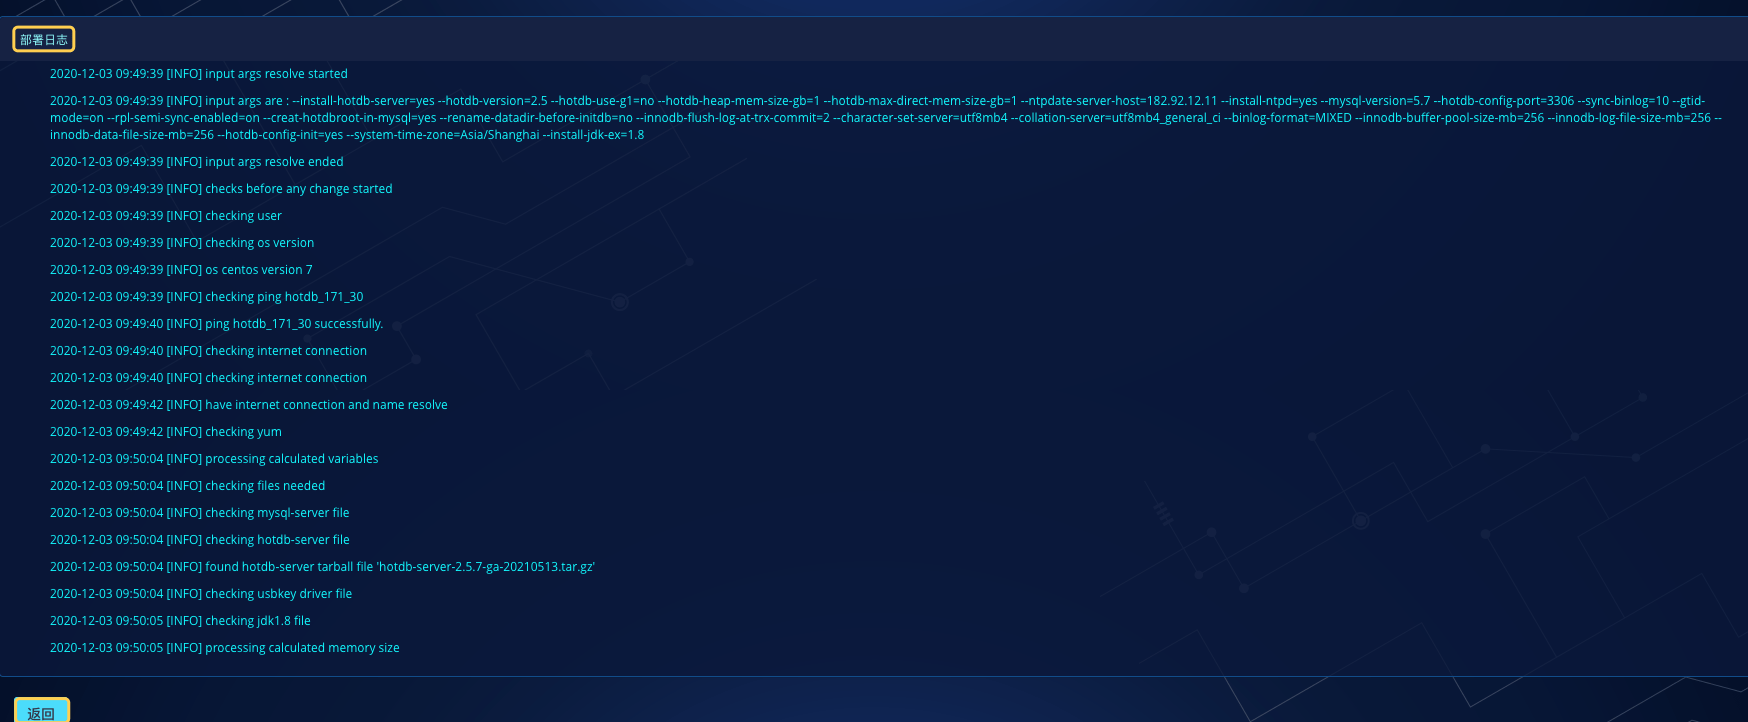 部署日志
2020-12-03 09:49:39 [INFO] input args resolve started
2020-12-03 09:49:39 [INFO] input args are : --install-hotdb-server=yes --hotdb-version=2.5 --hotdb-use-g1=no --hotdb-heap-mem-size-gb=1 --hotdb-max-direct-mem-size-gb=1 --ntpdate-server-host=182.92.12.11 --install-ntpd=yes --mysql-version=5.7 --hotdb-config-port=3306 --sync-binlog=10 --gtid-
mode=on --rpl-semi-sync-enabled=on --creat-hotdbroot-in-mysql=yes --rename-datadir-before-initdb=no --innodb-flush-log-at-trx-commit=2 --character-set-server=utf8mb4 --collation-server=utf8mb4_general_ci --binlog-format=MIXED --innodb-buffer-pool-size-mb=256 --innodb-log-file-size-mb=256 --
innodb-data-file-size-mb=256 --hotdb-config-init=yes --system-time-zone=Asia/Shanghai --install-jdk-ex=1.8
2020-12-03 09:49:39 [INFO] input args resolve ended
2020-12-03 09:49:39 [INFO] checks before any change started
2020-12-03 09:49:39 [INFO] checking user
2020-12-03 09:49:39 [INFO] checking os version
2020-12-03 09:49:39 [INFO] os centos version 7
2020-12-03 09:49:39 [INFO] checking ping hotdb_171_30
2020-12-03 09:49:40 [INFO] ping hotdb_171_30 successfully.
2020-12-03 09:49:40 [INFO] checking internet connection
2020-12-03 09:49:40 [INFO] checking internet connection
2020-12-03 09:49:42 [INFO] have internet connection and name resolve
2020-12-03 09:49:42 [INFO] checking yum
2020-12-03 09:50:04 [INFO] processing calculated variables
2020-12-03 09:50:04 [INFO] checking files needed
2020-12-03 09:50:04 [INFO] checking mysql-server file
2020-12-03 09:50:04 [INFO] checking hotdb-server file
2020-12-03 09:50:04 [INFO] found hotdb-server tarball file 'hotdb-server-2.5.7-ga-20210513.tar.gz'
2020-12-03 09:50:04 [INFO] checking usbkey driver file
2020-12-03 09:50:05 [INFO] checking jdk1.8 file
2020-12-03 09:50:05 [INFO] processing calculated memory size
返回